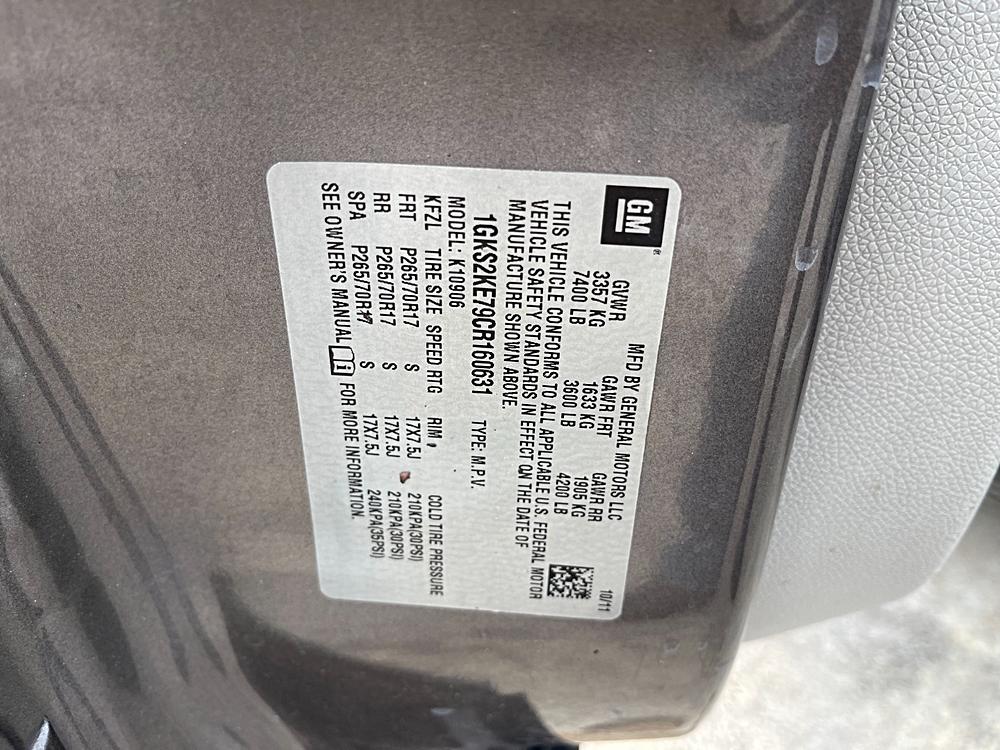 GM®
MFD BY GENERAL MOTORS LLC 10/11
GVWR GAWR FRT GAWR RR
3357 KG 1633 KG 1905 KG
7400 LB 3600 LB 4200 LB
THIS VEHICLE CONFORMS TO ALL APPLICABLE U.S. FEDERAL MOTOR
VEHICLE SAFETY STANDARDS IN EFFECT ON THE DATE OF
MANUFACTURE SHOWN ABOVE.
1GKS2KE79CR160631 TYPE: M.P.V.
MODEL: K10906
KFZL TIRE SIZE SPEED RTG RIM COLD TIRE PRESSURE
FRT P265/70R17 S 17X7.5J 210KPA(30PSI)
RR P265/70R17 S 17X7.5J 210KPA(30PSI)
SPA P265/70R17 S 17X7.5J 240KPA(35PSI)
SEE OWNER'S MANUAL i FOR MORE INFORMATION.